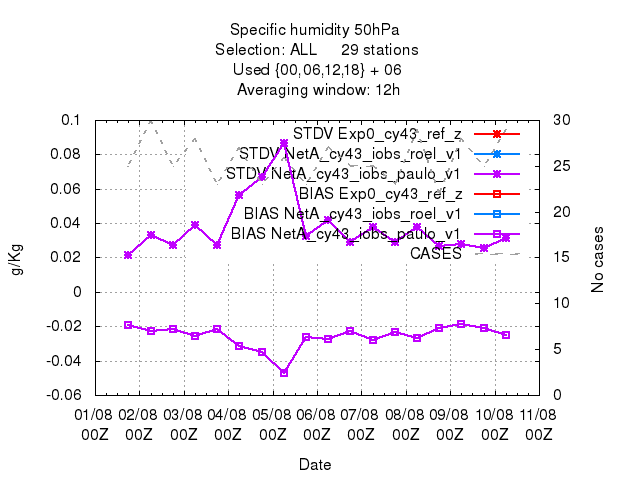 Specific humidity 50hPa
Selection: ALL 29 stations
Used {00,06,12,18} + 06
Averaging window: 12h
0.1
0.08
0.06
0.04
0.02
0
-0.02
-0.04
-0.06
g/Kg
30
25
20
15
10
5
0
No cases
STDV Exp0_cy43_ref_z
STDV NetA_cy43_iobs_roel_v1
STDV NetA_cy43_iobs_paulo_v1
BIAS Exp0_cy43_ref_z
BIAS NetA_cy43_iobs_roel_v1
BIAS NetA_cy43_iobs_paulo_v1
CASES
01/08 02/08 03/08 04/08 05/08 06/08 07/08 08/08 09/08 10/08 11/08
00Z 00Z 00Z 00Z 00Z 00Z 00Z 00Z 00Z 00Z 00Z
Date